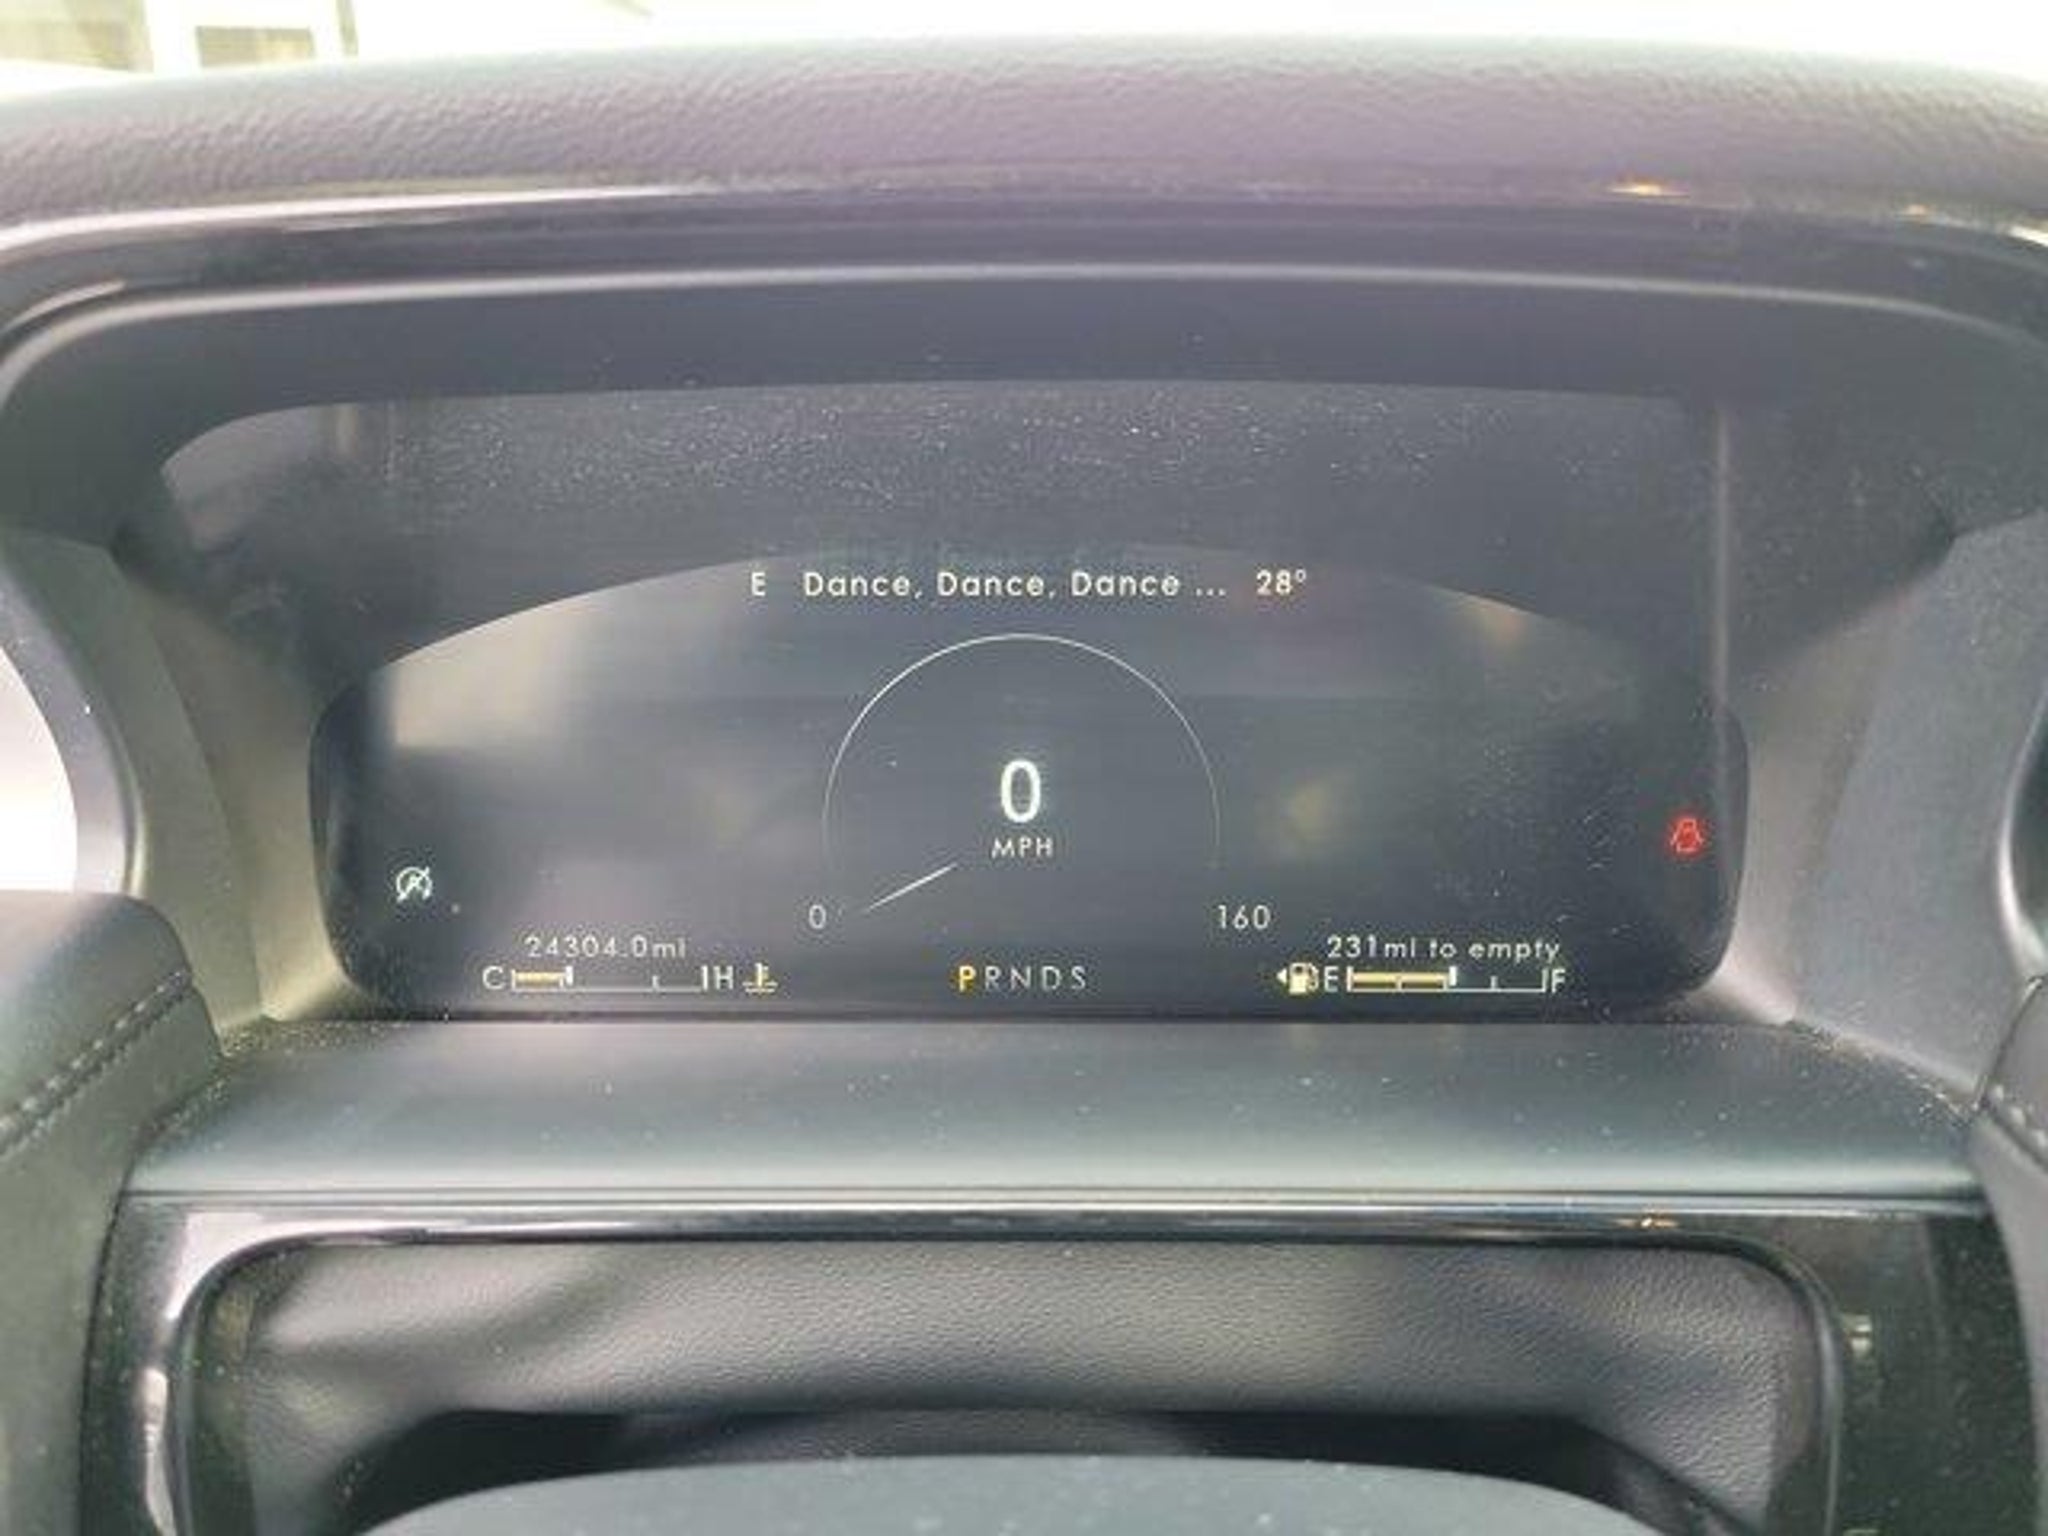 E Dance, Dance, Dance ... 28°
0
MPH
0 160
24304.0mi 231mi to empty
C H PRNDS E F